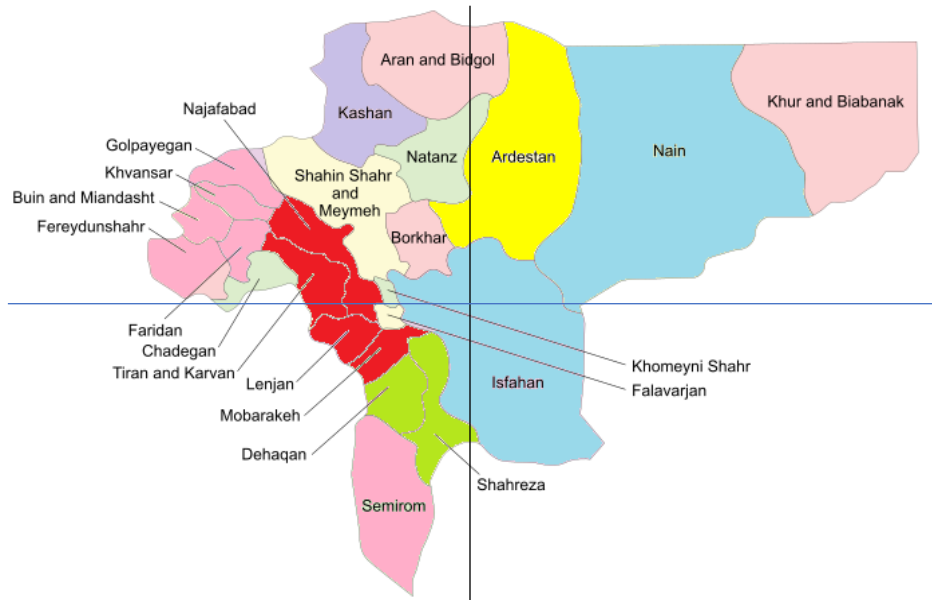 Aran and Bidgol
Khur and Biabanak
Najafabad
Kashan
Golpayegan
Natanz
Ardestan
Nain
Khvansar
Shahin Shahr
and
Meymeh
Buin and Miandasht
Fereydunshahr
Borkhar
Faridan
Chadegan
Tiran and Karvan
Khomeyni Shahr
Lenjan
Isfahan
Falavarjan
Mobarakeh
Dehaqan
Shahreza
Semirom